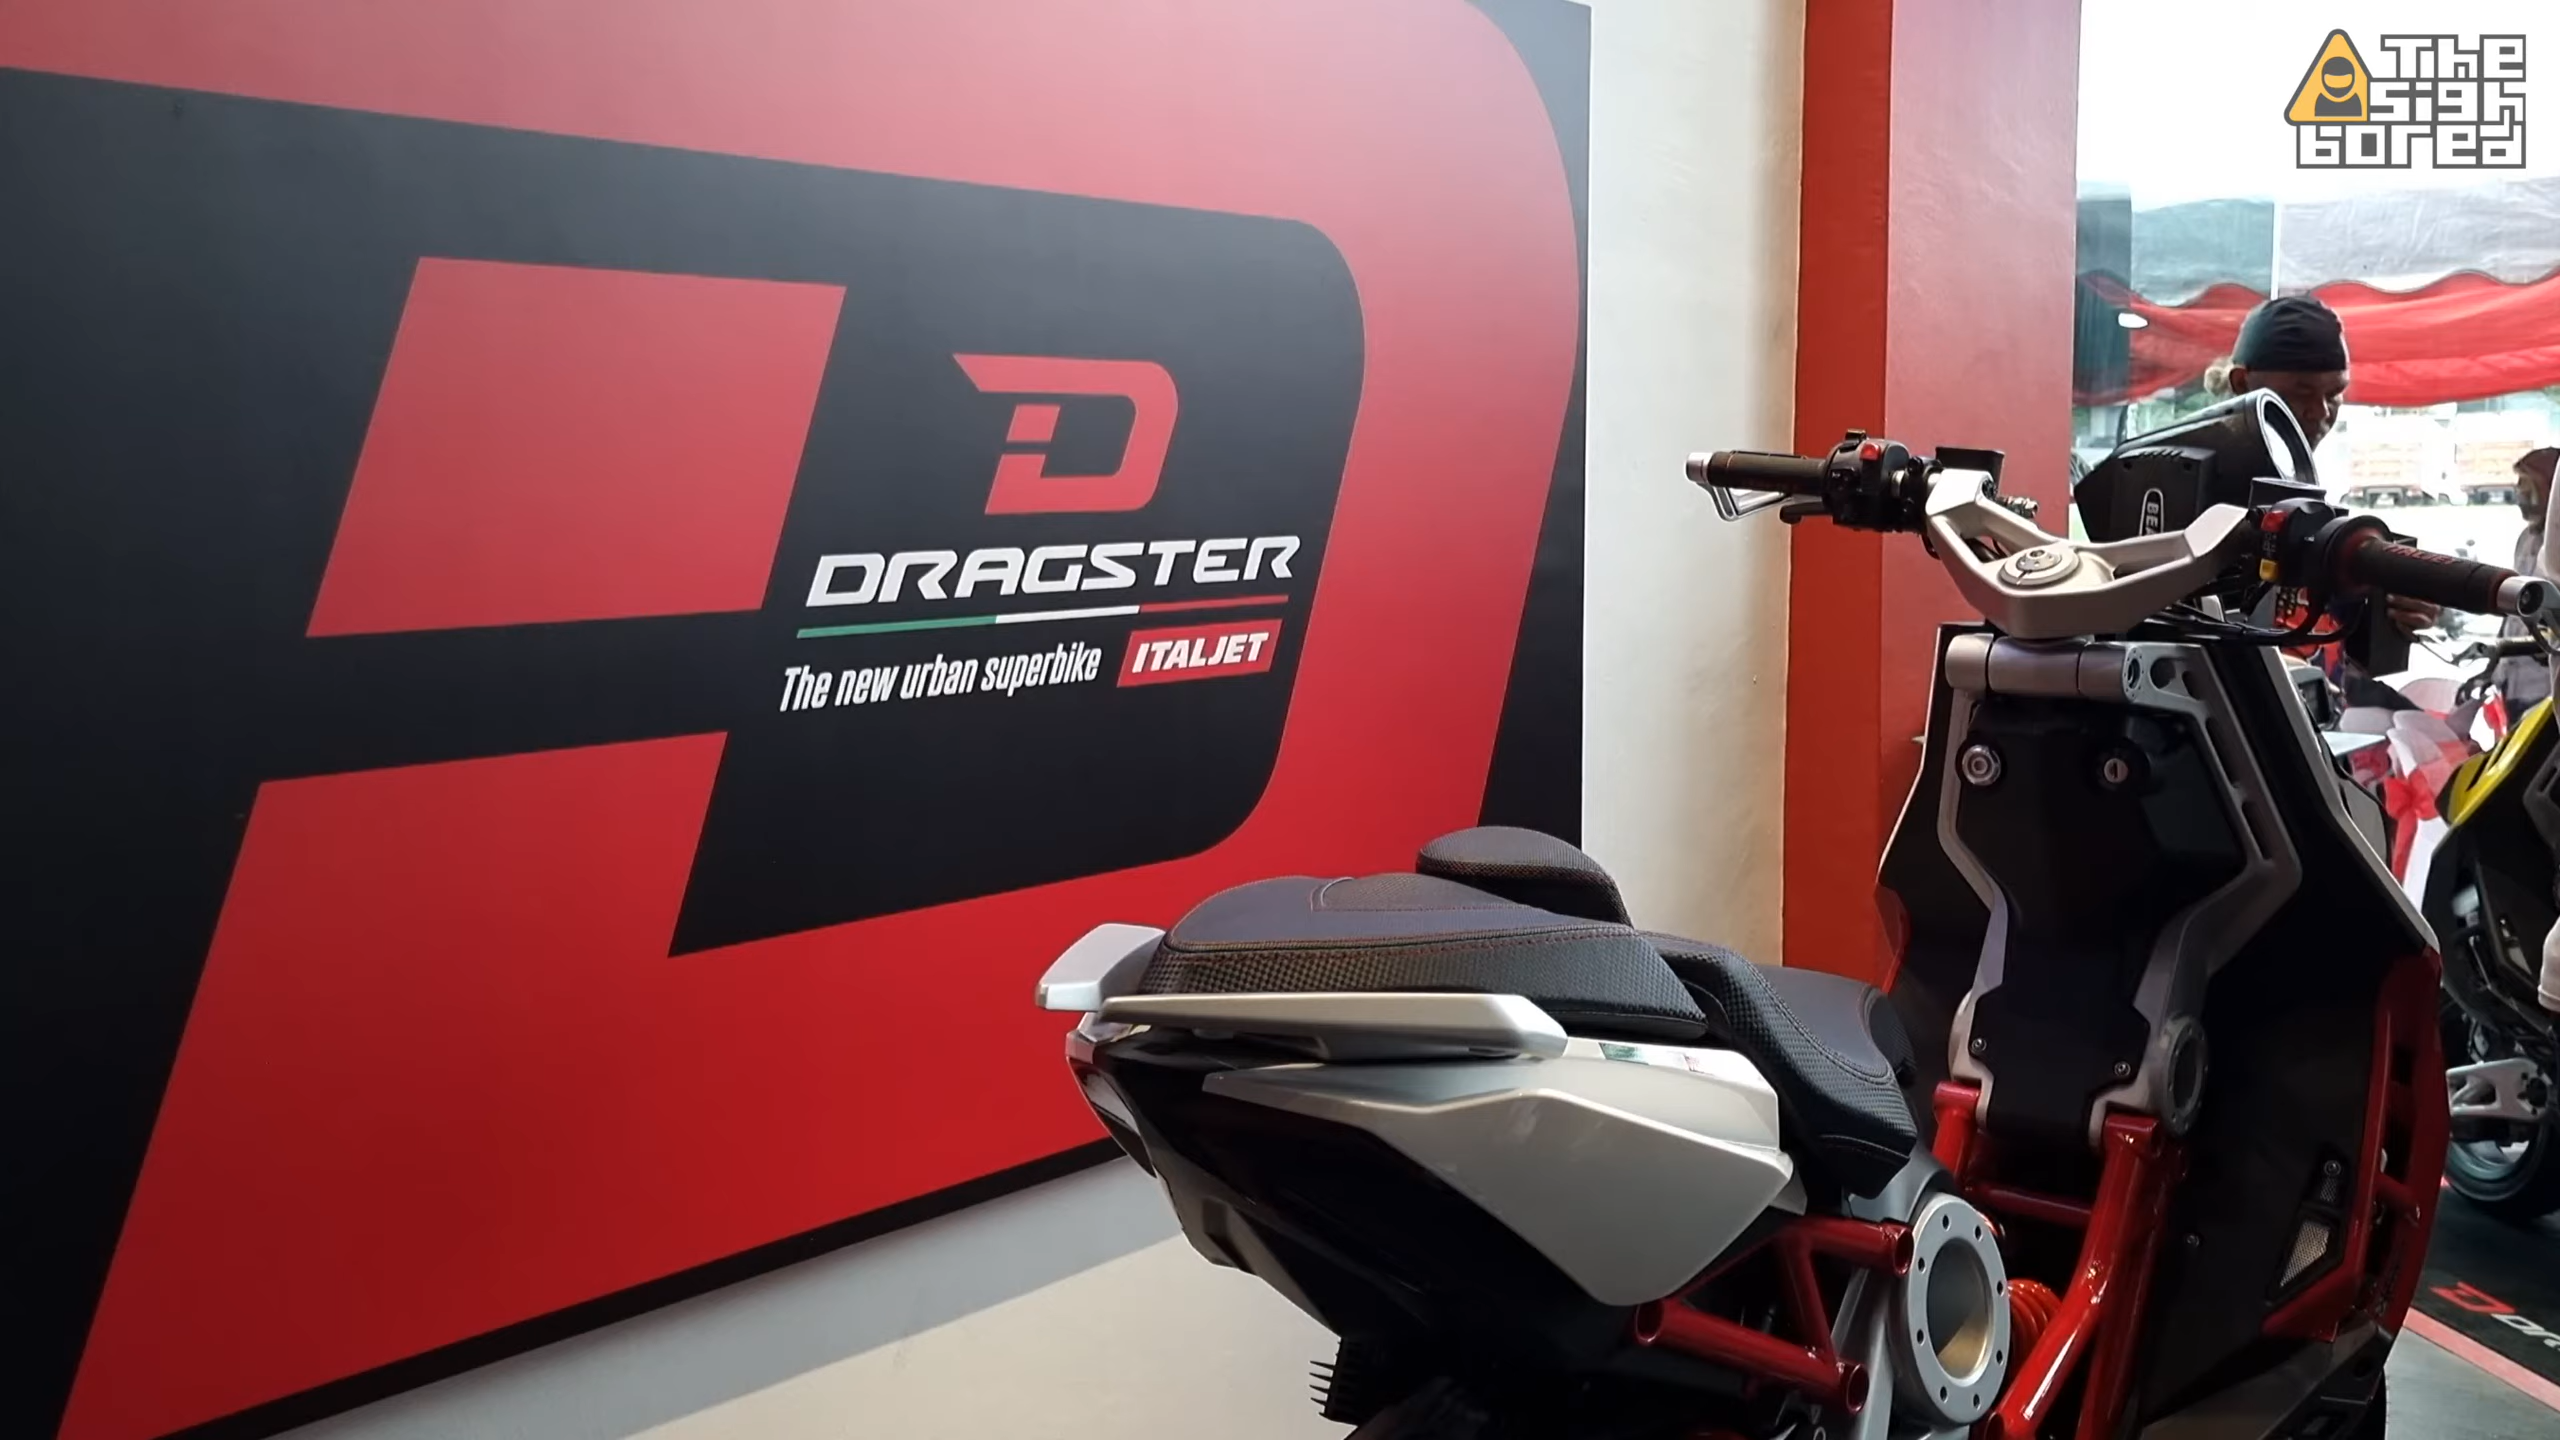 The
sigh
bored
DRAGSTER
The new urban superbike
ITALJET